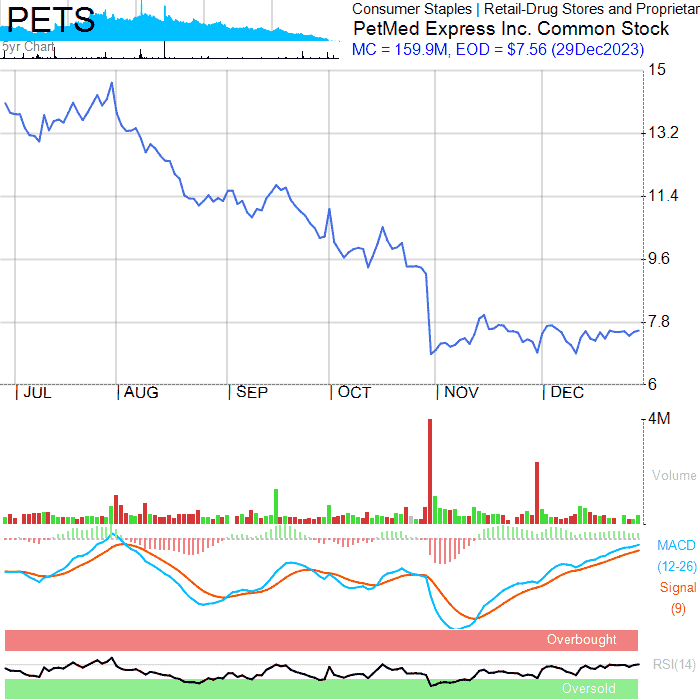 PETS
5yr Chart
Consumer Staples | Retail-Drug Stores and Proprietar
PetMed Express Inc. Common Stock
MC = 159.9M, EOD = $7.56 (29Dec2023)
15
13.2
11.4
9.6
7.8
6
| JUL | AUG | SEP | OCT | NOV | DEC
4M
Volume
MACD
(12-26)
Signal
(9)
Overbought
RSI(14)
Oversold